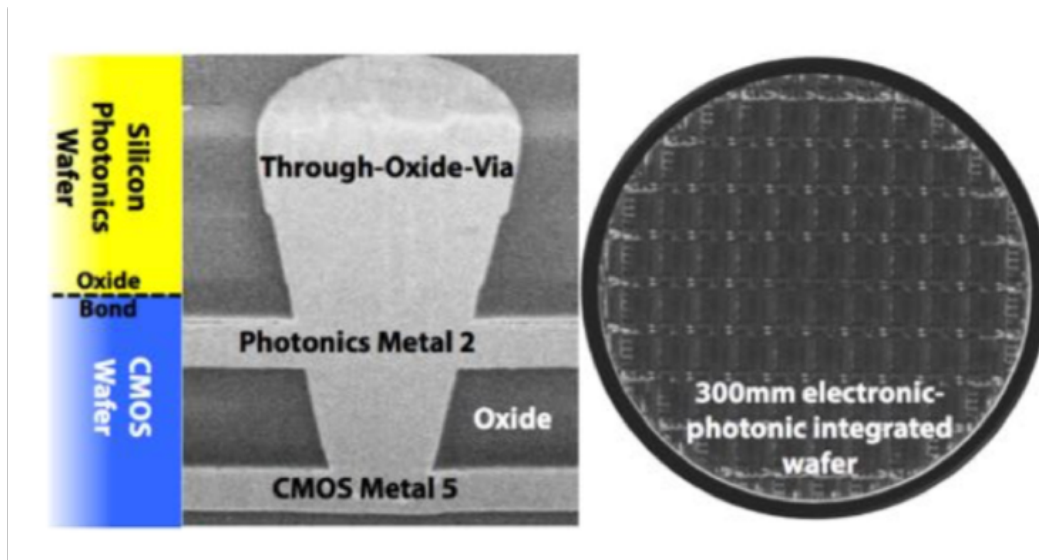 Silicon
Photonics
Wafer
Oxide
Bond
CMOS
Wafer
Through-Oxide-Via
Photonics Metal 2
Oxide
CMOS Metal 5
300mm electronic-
photonic integrated
wafer